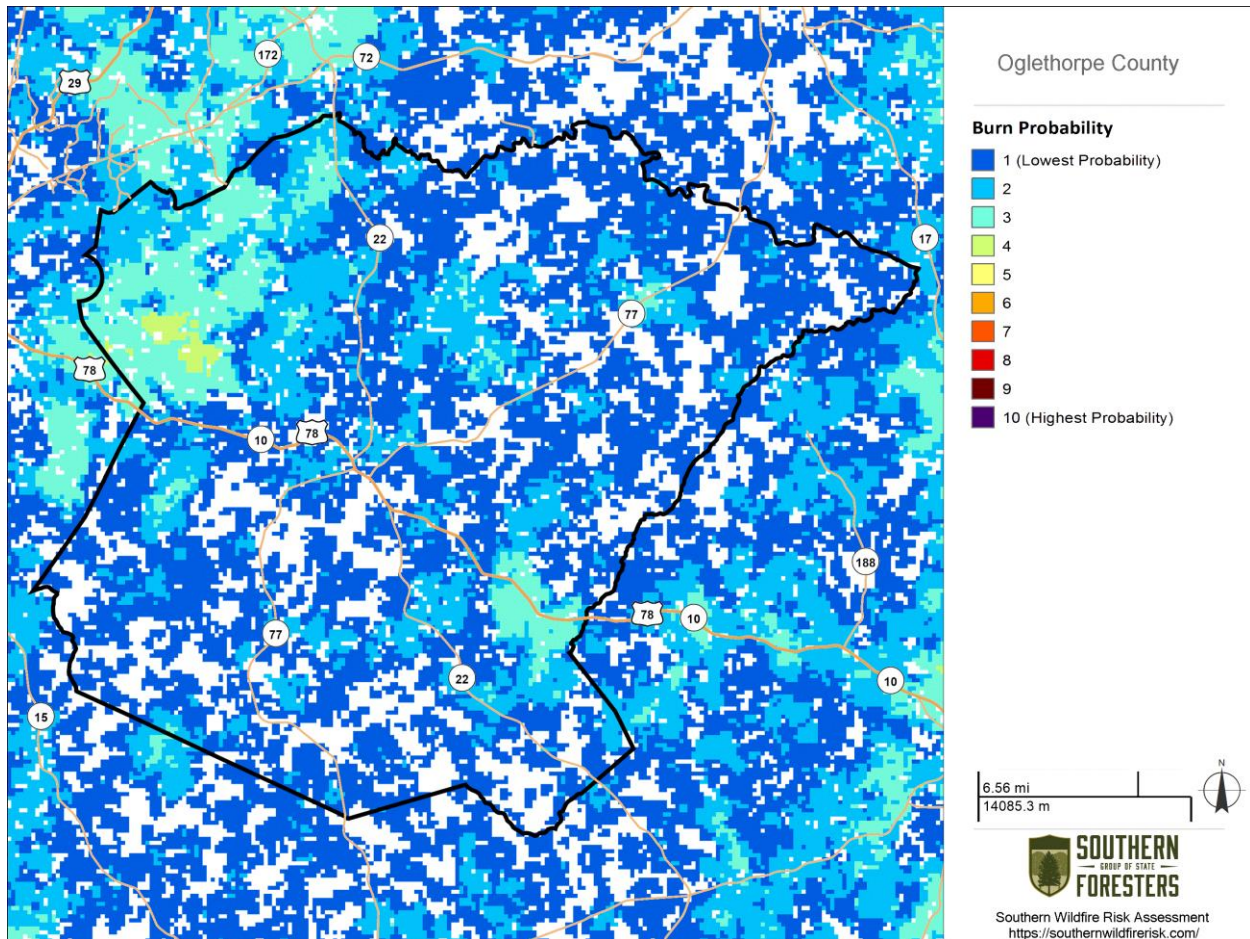 29
172
72
22
17
77
78
10
78
188
78
10
77
22
10
15
Oglethorpe County
Burn Probability
1 (Lowest Probability)
2
3
4
5
6
7
8
9
10 (Highest Probability)
6.56 mi
14085.3 m
N
SOUTHERN
GROUP OF STATE
FORESTERS
Southern Wildfire Risk Assessment
https://southernwildfirerisk.com/